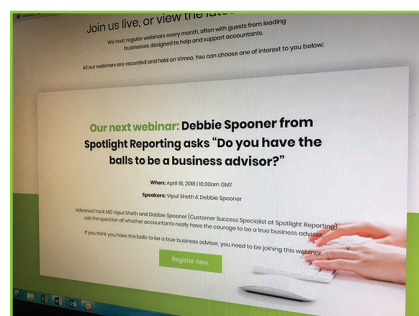 Join us live, or view the
We host regular webinars every month, often with guests from leading
businesses designed to help and support accountants.
All our webinars are recorded and held on Vimeo. You can choose one of interest to you below:
Our next webinar: Debbie Spooner from
Spotlight Reporting asks “Do you have the
balls to be a business advisor?”
When: April 18, 2018 | 10:30am GMT
Speakers: Vipul Sheth & Debbie Spooner
AdvanceTrack MD Vipul Sheth and Debbie Spooner (Customer Success Specialist at Spotlight Reporting)
ask the question of whether accountants really have the courage to be a true business advisor.
If you think you have the balls to be a true business adviser, you need to be joining this webinar.
Register now